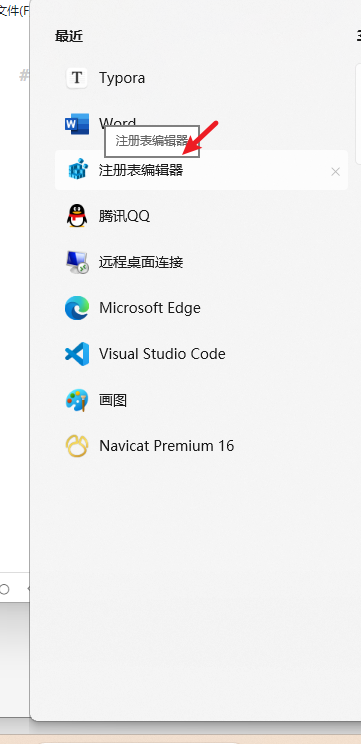 文件(F
最近
#
Typora
Word
注册表编辑器
注册表编辑器
腾讯QQ
远程桌面连接
Microsoft Edge
Visual Studio Code
画图
Navicat Premium 16